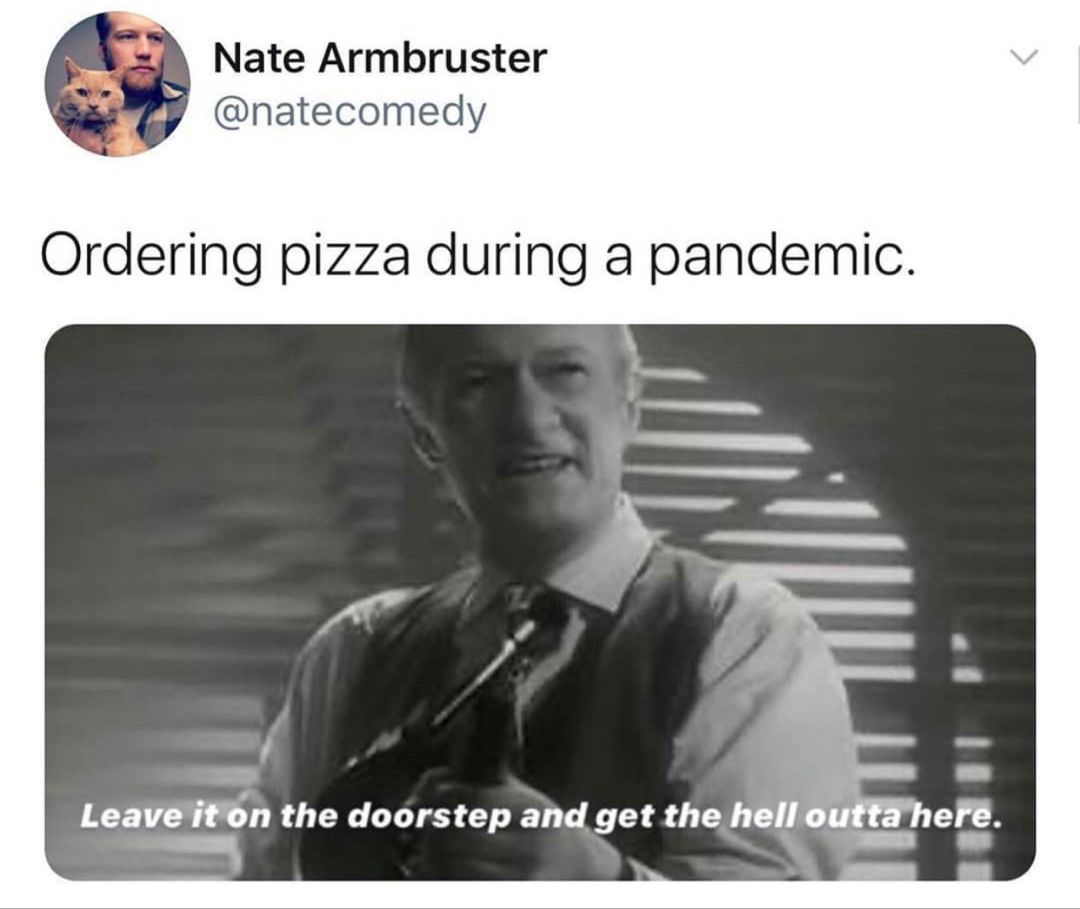 Nate Armbruster
@natecomedy
Ordering pizza during a pandemic.
Leave it on the doorstep and get the hell outta here.